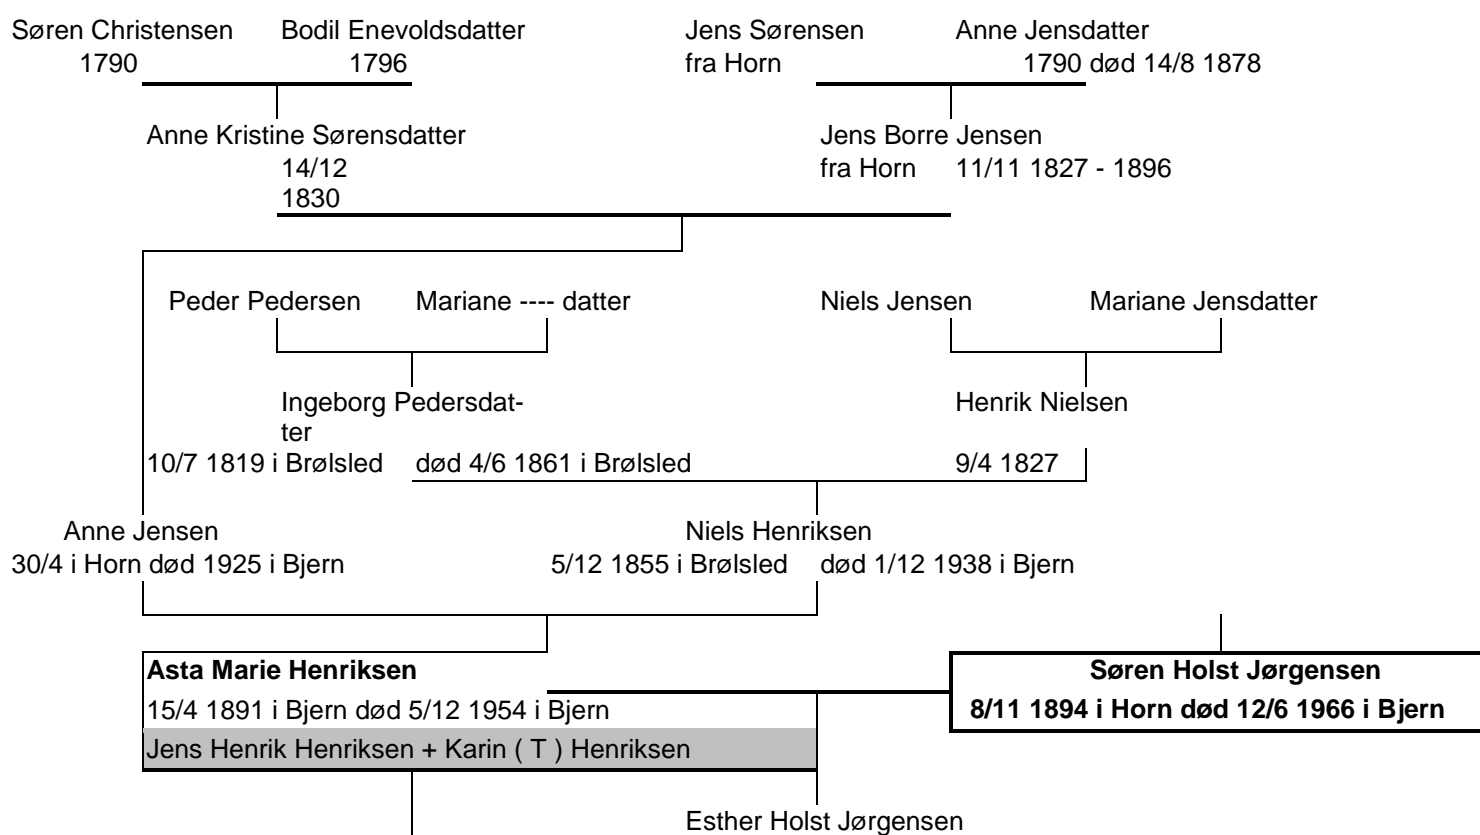 Søren Christensen Bodil Enevoldsdatter Jens Sørensen Anne Jensdatter
1790 1796 fra Horn 1790 død 14/8 1878
Anne Kristine Sørensdatter Jens Borre Jensen
14/12 fra Horn 11/11 1827 - 1896
1830
Peder Pedersen Mariane ---- datter Niels Jensen Mariane Jensdatter
Ingeborg Pedersdat- Henrik Nielsen
ter
10/7 1819 i Brølsled død 4/6 1861 i Brølsled 9/4 1827
Anne Jensen Niels Henriksen
30/4 i Horn død 1925 i Bjern 5/12 1855 i Brølsled død 1/12 1938 i Bjern
Asta Marie Henriksen Søren Holst Jørgensen
15/4 1891 i Bjern død 5/12 1954 i Bjern 8/11 1894 i Horn død 12/6 1966 i Bjern
Jens Henrik Henriksen + Karin ( T ) Henriksen
Esther Holst Jørgensen